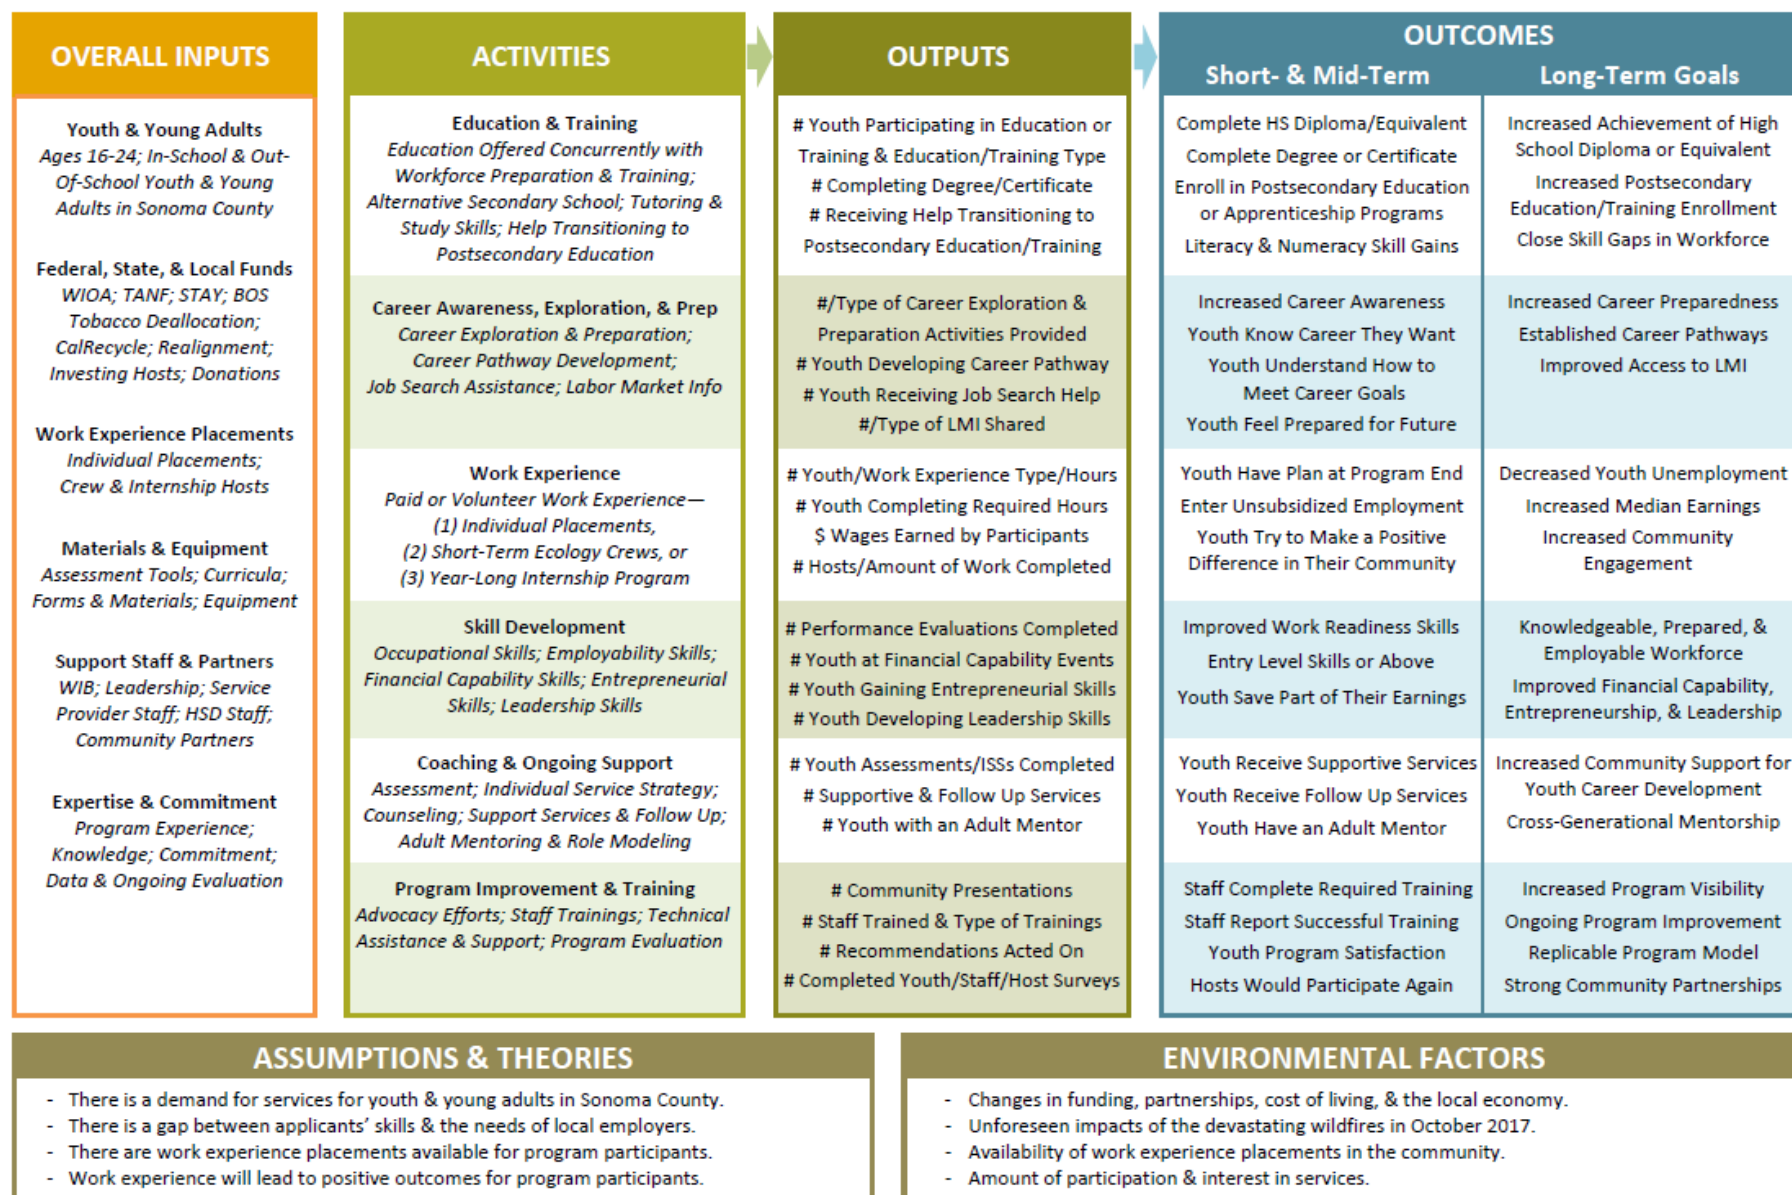 OVERALL INPUTS
Youth & Young Adults
Ages 16-24; In-School & Out-
Of-School Youth & Young
Adults in Sonoma County
Federal, State, & Local Funds
WIOA; TANF; STAY; BOS
Tobacco Deallocation;
CalRecycle; Realignment;
Investing Hosts; Donations
Work Experience Placements
Individual Placements;
Crew & Internship Hosts
Materials & Equipment
Assessment Tools; Curricula;
Forms & Materials; Equipment
Support Staff & Partners
WIB; Leadership; Service
Provider Staff; HSD Staff;
Community Partners
Expertise & Commitment
Program Experience;
Knowledge; Commitment;
Data & Ongoing Evaluation
ACTIVITIES
Education & Training
Education Offered Concurrently with
Workforce Preparation & Training;
Alternative Secondary School; Tutoring &
Study Skills; Help Transitioning to
Postsecondary Education
Career Awareness, Exploration, & Prep
Career Exploration & Preparation;
Career Pathway Development;
Job Search Assistance; Labor Market Info
Work Experience
Paid or Volunteer Work Experience—
(1) Individual Placements,
(2) Short-Term Ecology Crews, or
(3) Year-Long Internship Program
Skill Development
Occupational Skills; Employability Skills;
Financial Capability Skills; Entrepreneurial
Skills; Leadership Skills
Coaching & Ongoing Support
Assessment; Individual Service Strategy;
Counseling; Support Services & Follow Up;
Adult Mentoring & Role Modeling
Program Improvement & Training
Advocacy Efforts; Staff Trainings; Technical
Assistance & Support; Program Evaluation
OUTPUTS
# Youth Participating in Education or
Training & Education/Training Type
# Completing Degree/Certificate
# Receiving Help Transitioning to
Postsecondary Education/Training
#/Type of Career Exploration &
Preparation Activities Provided
# Youth Developing Career Pathway
# Youth Receiving Job Search Help
#/Type of LMI Shared
# Youth/Work Experience Type/Hours
# Youth Completing Required Hours
$ Wages Earned by Participants
# Hosts/Amount of Work Completed
# Performance Evaluations Completed
# Youth at Financial Capability Events
# Youth Gaining Entrepreneurial Skills
# Youth Developing Leadership Skills
# Youth Assessments/ISSs Completed
# Supportive & Follow Up Services
# Youth with an Adult Mentor
# Community Presentations
# Staff Trained & Type of Trainings
# Recommendations Acted On
# Completed Youth/Staff/Host Surveys
OUTCOMES
Short- & Mid-Term
Complete HS Diploma/Equivalent
Complete Degree or Certificate
Enroll in Postsecondary Education
or Apprenticeship Programs
Literacy & Numeracy Skill Gains
Increased Career Awareness
Youth Know Career They Want
Youth Understand How to
Meet Career Goals
Youth Feel Prepared for Future
Youth Have Plan at Program End
Enter Unsubsidized Employment
Youth Try to Make a Positive
Difference in Their Community
Improved Work Readiness Skills
Entry Level Skills or Above
Youth Save Part of Their Earnings
Youth Receive Supportive Services
Youth Receive Follow Up Services
Youth Have an Adult Mentor
Staff Complete Required Training
Staff Report Successful Training
Youth Program Satisfaction
Hosts Would Participate Again
Long-Term Goals
Increased Achievement of High
School Diploma or Equivalent
Increased Postsecondary
Education/Training Enrollment
Close Skill Gaps in Workforce
Increased Career Preparedness
Established Career Pathways
Improved Access to LMI
Decreased Youth Unemployment
Increased Median Earnings
Increased Community
Engagement
Knowledgeable, Prepared, &
Employable Workforce
Improved Financial Capability,
Entrepreneurship, & Leadership
Increased Community Support for
Youth Career Development
Cross-Generational Mentorship
Increased Program Visibility
Ongoing Program Improvement
Replicable Program Model
Strong Community Partnerships
ASSUMPTIONS & THEORIES
- There is a demand for services for youth & young adults in Sonoma County.
- There is a gap between applicants' skills & the needs of local employers.
- There are work experience placements available for program participants.
- Work experience will lead to positive outcomes for program participants.
ENVIRONMENTAL FACTORS
- Changes in funding, partnerships, cost of living, & the local economy.
- Unforeseen impacts of the devastating wildfires in October 2017.
- Availability of work experience placements in the community.
- Amount of participation & interest in services.